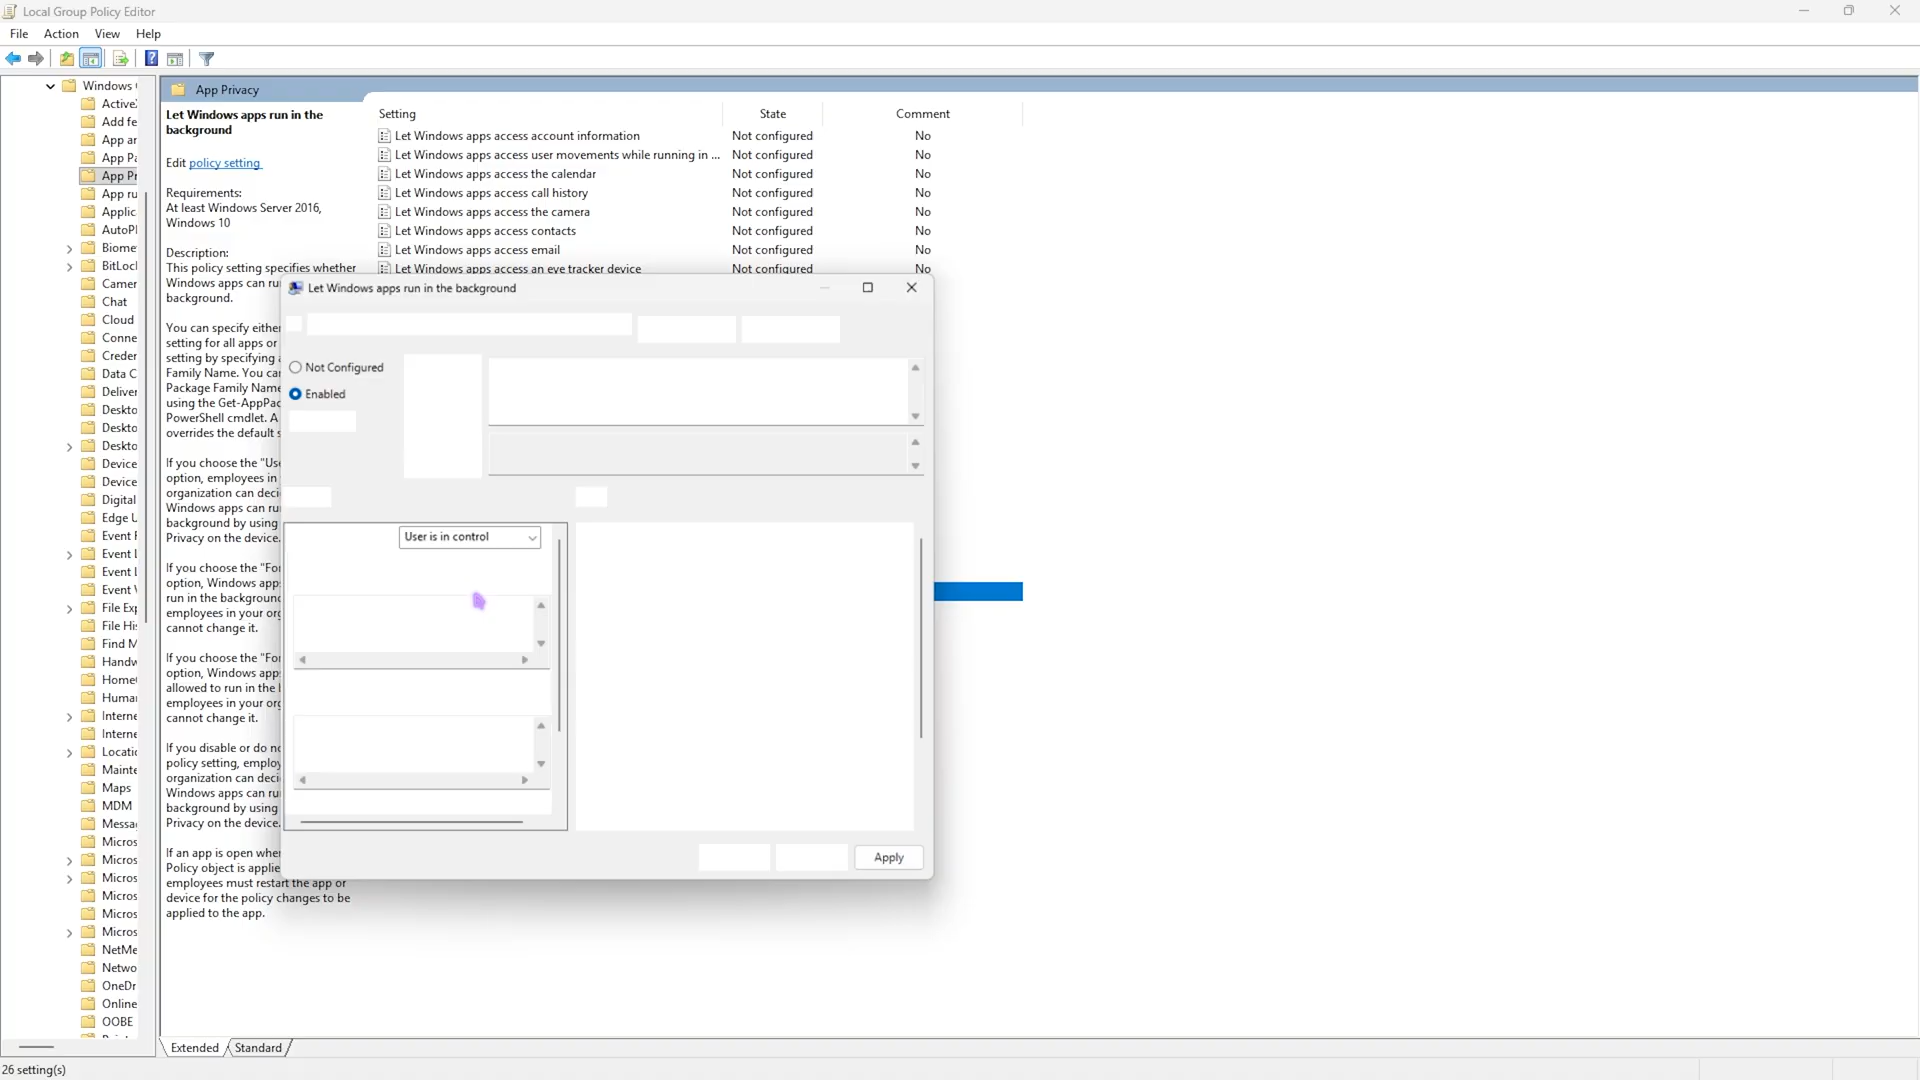 Local Group Policy Editor
File Action View Help
Windows
App Privacy
Let Windows apps run in the
background
Edit policy setting
Requirements:
At least Windows Server 2016,
Windows 10
Description:
This policy setting specifies whether
Windows apps can ru
background.
You can specify eithe
setting for all apps or
setting by specifying
Family Name. You ca
Package Family Name
using the Get-AppPac
PowerShell cmdlet. A
overrides the default s
If you choose the "Use
option, employees in
organization can deci
Windows apps can ru
background by using
Privacy on the device.
If you choose the "For
option, Windows app
run in the background
employees in your org
cannot change it.
If you choose the "For
option, Windows app
allowed to run in the
employees in your org
cannot change it.
If you disable or do no
policy setting, employ
organization can deci
Windows apps can ru
background by using
Privacy on the device.
If an app is open whe
Policy object is applie
employees must restart the app or
device for the policy changes to be
applied to the app.
Setting State Comment
Let Windows apps access account information Not configured No
Let Windows apps access user movements while running in ... Not configured No
Let Windows apps access the calendar Not configured No
Let Windows apps access call history Not configured No
Let Windows apps access the camera Not configured No
Let Windows apps access contacts Not configured No
Let Windows apps access email Not configured No
Let Windows apps access an eye tracker device Not configured No
Let Windows apps run in the background
Not Configured
Enabled
User is in control
Apply
Active
Add fe
App ar
App Pa
App Pr
App ru
Applic
AutoPl
Biome
BitLoc
Camer
Chat
Cloud
Conne
Creder
Data C
Deliver
Deskto
Deskto
Deskto
Device
Device
Digital
Edge U
Event F
Event L
Event L
Event V
File Exp
File His
Find M
Handw
Home
Humar
Interne
Interne
Locatio
Mainte
Maps
MDM
Messa
Micros
Micros
Micros
Micros
Micros
Micros
NetMe
Netwo
OneDr
Online
OOBE
Extended Standard
26 setting(s)